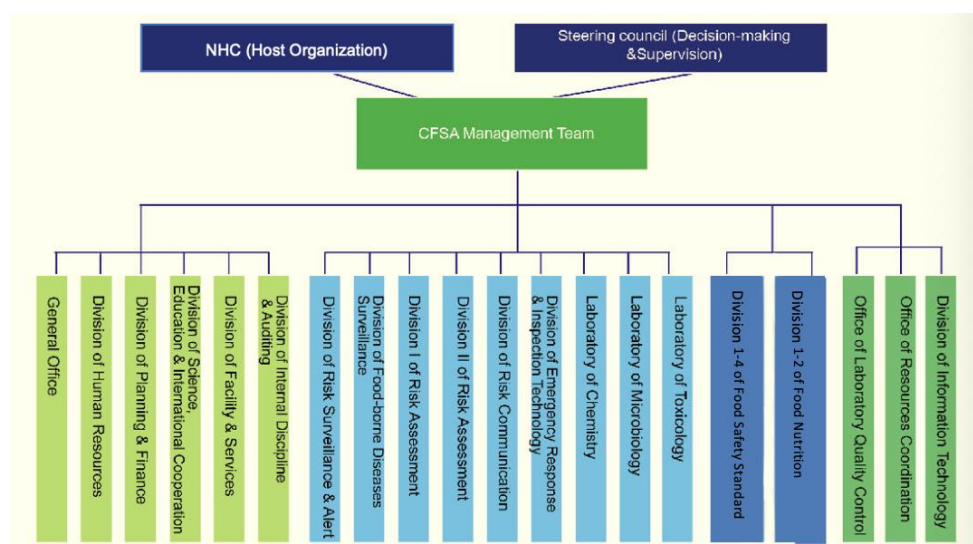 NHC (Host Organization)
Steering council (Decision-making
&Supervision)
CFSA Management Team
General Office
Division of Human Resources
Division of Planning & Finance
Division of Science,
Education & International Cooperation
Division of Facility & Services
Division of Internal Discipline
& Auditing
Division of Risk Surveillance & Alert
Division of Food-borne Diseases
Surveillance
Division I of Risk Assessment
Division II of Risk Assessment
Division of Risk Communication
Division of Emergency Response
& Inspection Technology
Laboratory of Chemistry
Laboratory of Microbiology
Laboratory of Toxicology
Division 1-4 of Food Safety Standard
Division 1-2 of Food Nutrition
Office of Laboratory Quality Control
Office of Resources Coordination
Division of Information Technology